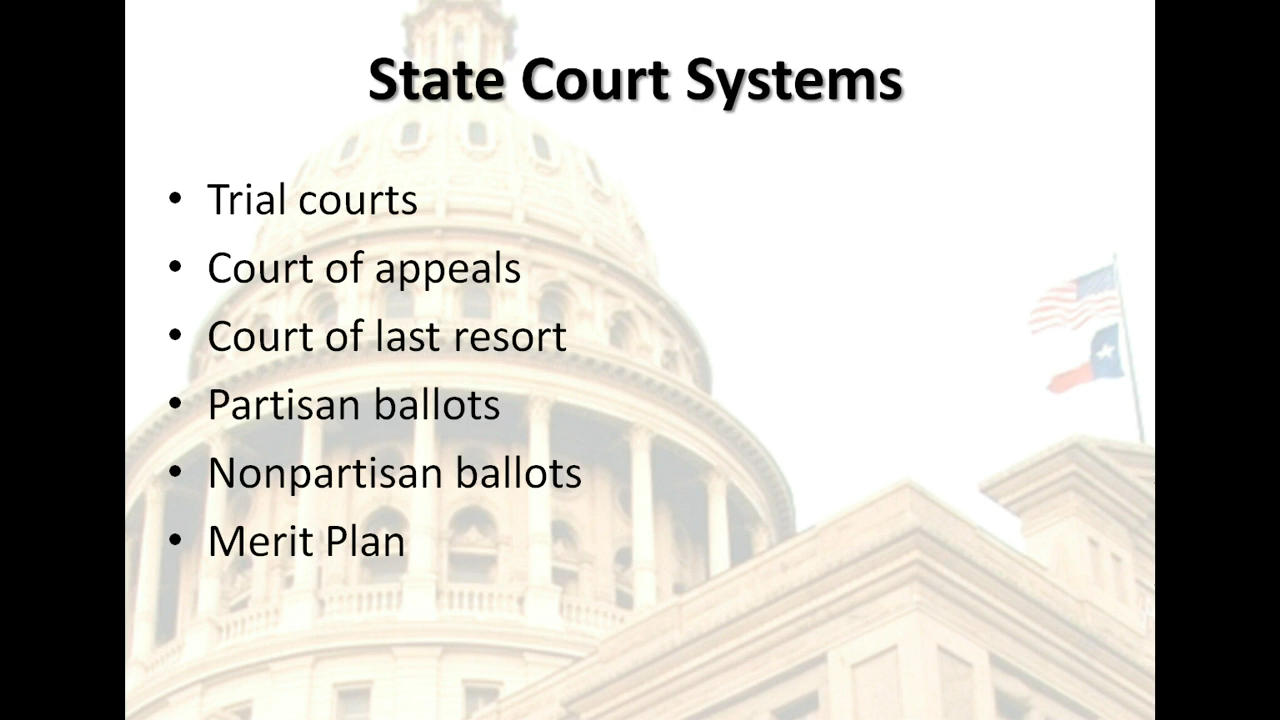 State Court Systems
• Trial courts
• Court of appeals
• Court of last resort
• Partisan ballots
• Nonpartisan ballots
• Merit Plan